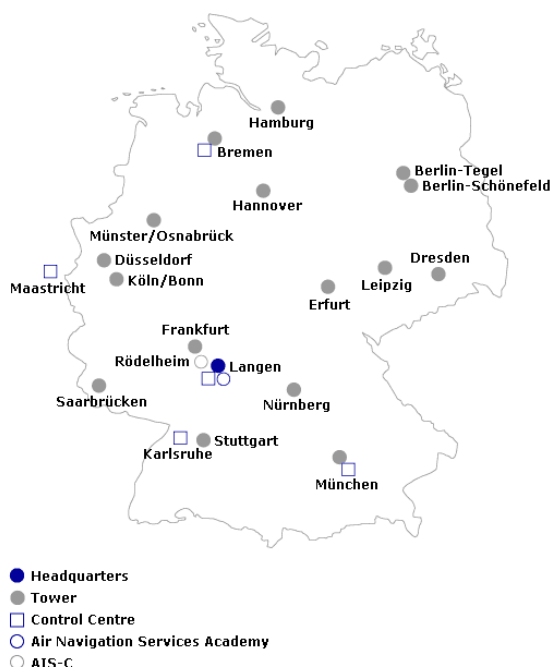 Hamburg
Bremen
Berlin-Tegel
Berlin-Schönefeld
Hannover
Münster/Osnabrück
Düsseldorf
Dresden
Maastricht
Köln/Bonn
Leipzig
Erfurt
Frankfurt
Rödelheim
Langen
Saarbrücken
Nürnberg
Stuttgart
Karlsruhe
München
Headquarters
Tower
Control Centre
Air Navigation Services Academy
AIS-C